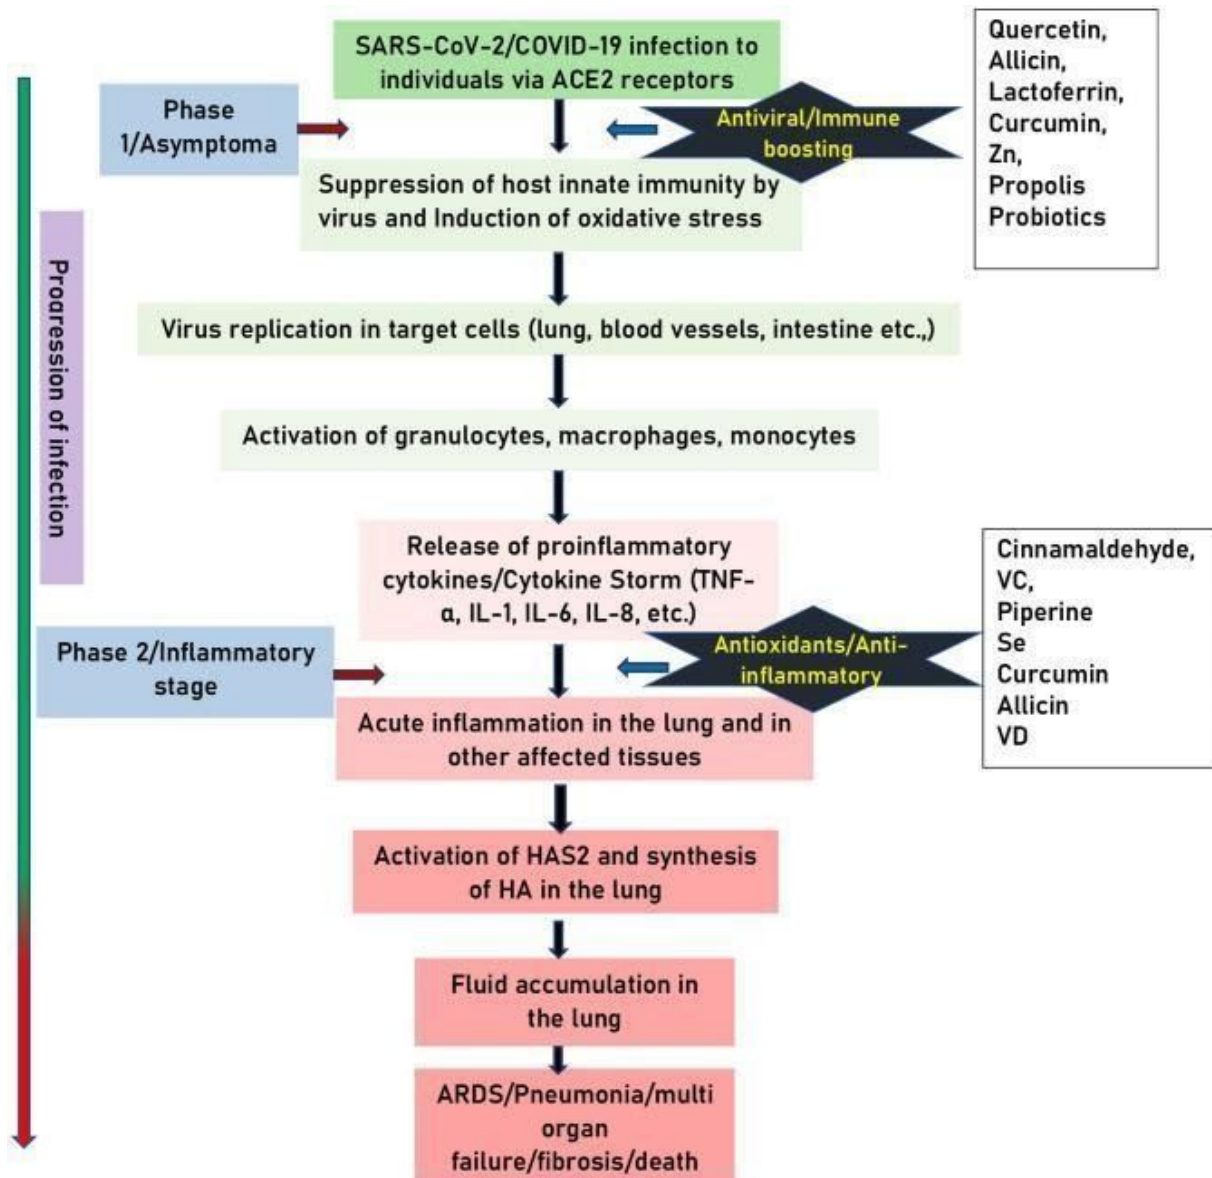 SARS-CoV-2/COVID-19 infection to
individuals via ACE2 receptors
Quercetin,
Allicin,
Lactoferrin,
Curcumin,
Zn,
Propolis
Probiotics
Phase
1/Asymptoma
Antiviral/Immune
boosting
Suppression of host innate immunity by
virus and Induction of oxidative stress
Progression of infection
Virus replication in target cells (lung, blood vessels, intestine etc.,)
Activation of granulocytes, macrophages, monocytes
Release of proinflammatory
cytokines/Cytokine Storm (TNF-
α, IL-1, IL-6, IL-8, etc.)
Cinnamaldehyde,
VC,
Piperine
Se
Curcumin
Allicin
VD
Phase 2/Inflammatory
stage
Antioxidants/Anti-
inflammatory
Acute inflammation in the lung and in
other affected tissues
Activation of HAS2 and synthesis
of HA in the lung
Fluid accumulation in
the lung
ARDS/Pneumonia/multi
organ
failure/fibrosis/death